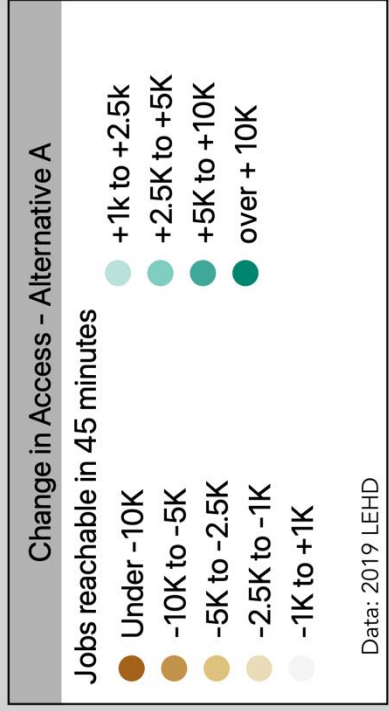 Change in Access - Alternative A
Jobs reachable in 45 minutes
Under -10K
-10K to -5K
-5K to -2.5K
-2.5K to -1K
-1K to +1K
+1k to +2.5k
+2.5K to +5K
+5K to +10K
over + 10K
Data: 2019 LEHD